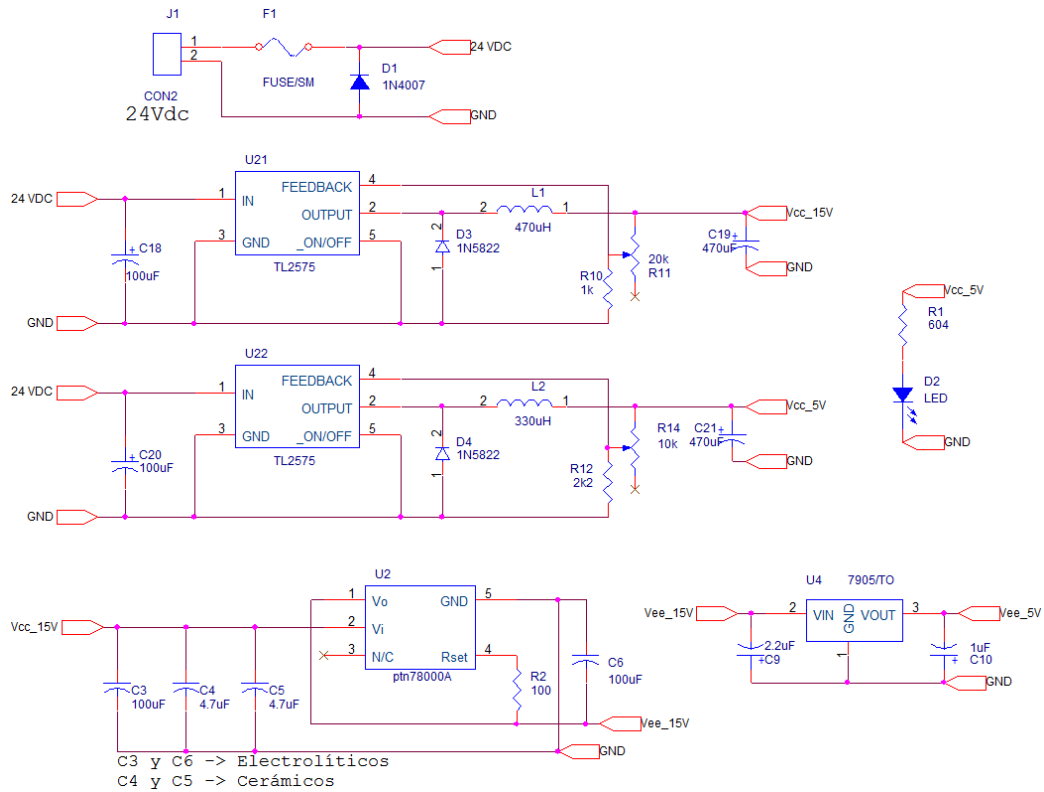 J1
F1
1
2
24 VDC
D1
1N4007
FUSE/SM
CON2
24Vdc
GND
U21
24 VDC
1
IN
FEEDBACK
4
OUTPUT
2
2
L1
1
470uH
Vcc_15V
C18
100uF
3
GND
_ON/OFF
5
TL2575
2
D3
1N5822
1
R10
1k
20k
R11
C19
470uF
GND
GND
Vcc_5V
R1
604
D2
LED
GND
U22
24 VDC
1
IN
FEEDBACK
4
OUTPUT
2
2
L2
1
330uH
Vcc_5V
C20
100uF
3
GND
_ON/OFF
5
TL2575
2
D4
1N5822
1
R12
2k2
R14
10k
C21
470uF
GND
GND
U2
1
Vo
GND
5
Vcc_15V
2
Vi
3
N/C
Rset
4
ptn78000A
C3
100uF
C4
4.7uF
C5
4.7uF
R2
100
C6
100uF
Vee_15V
GND
C3 y C6 -> Electrolíticos
C4 y C5 -> Cerámicos
U4
7905/TO
Vee_15V
2
VIN
GND
VOUT
3
Vee_5V
1
2.2uF
C9
1uF
C10
GND